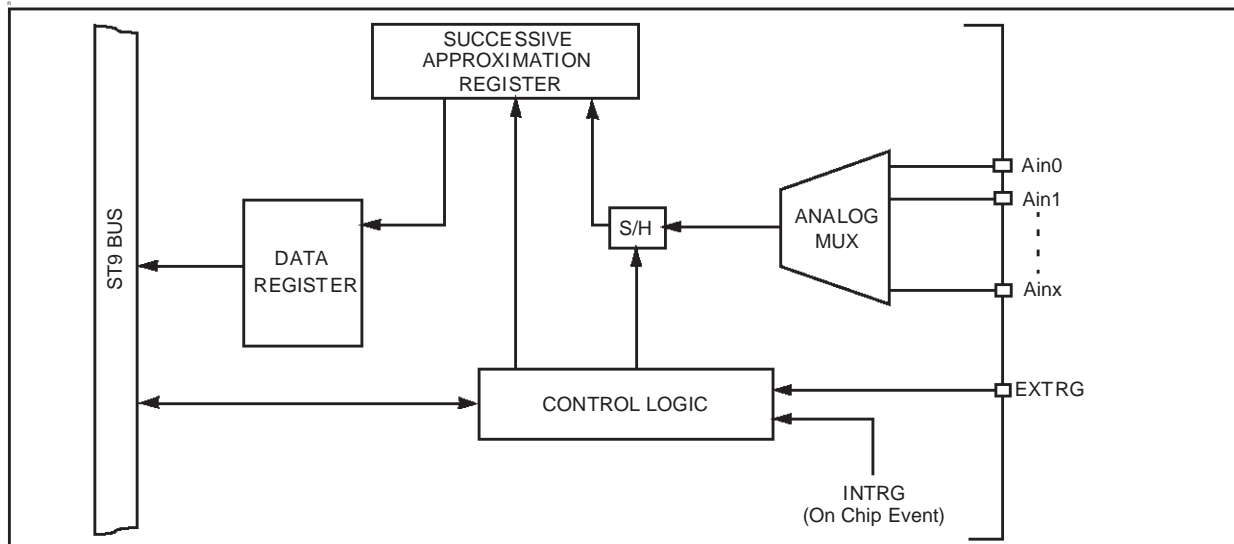 SUCCESSIVE
APPROXIMATION
REGISTER
ST9 BUS
DATA
REGISTER
S/H
ANALOG
MUX
Ain0
Ain1
Ainx
CONTROL LOGIC
EXTRG
INTRG
(On Chip Event)